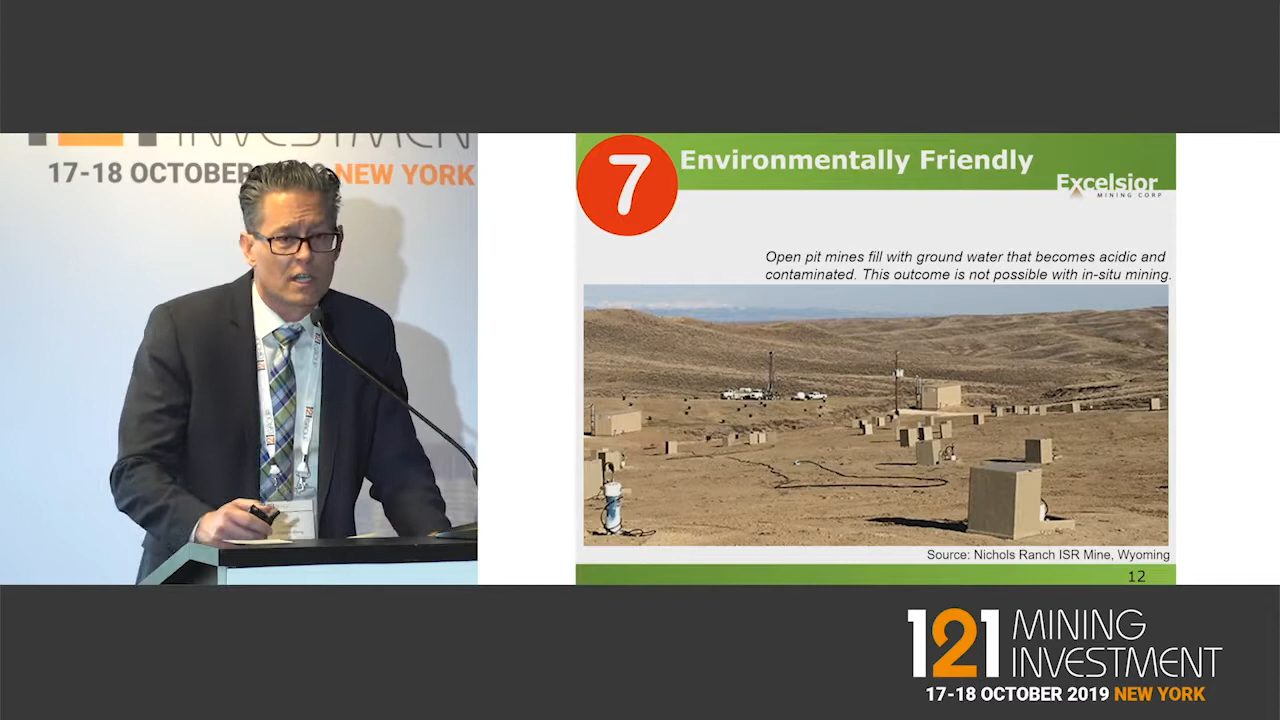 121 INVESTMENT
17-18 OCTOBER NEW YORK
7
Environmentally Friendly
Excelsior
MINING CORP
Open pit mines fill with ground water that becomes acidic and
contaminated. This outcome is not possible with in-situ mining.
Source: Nichols Ranch ISR Mine, Wyoming
12
121 MINING
INVESTMENT
17-18 OCTOBER 2019 NEW YORK